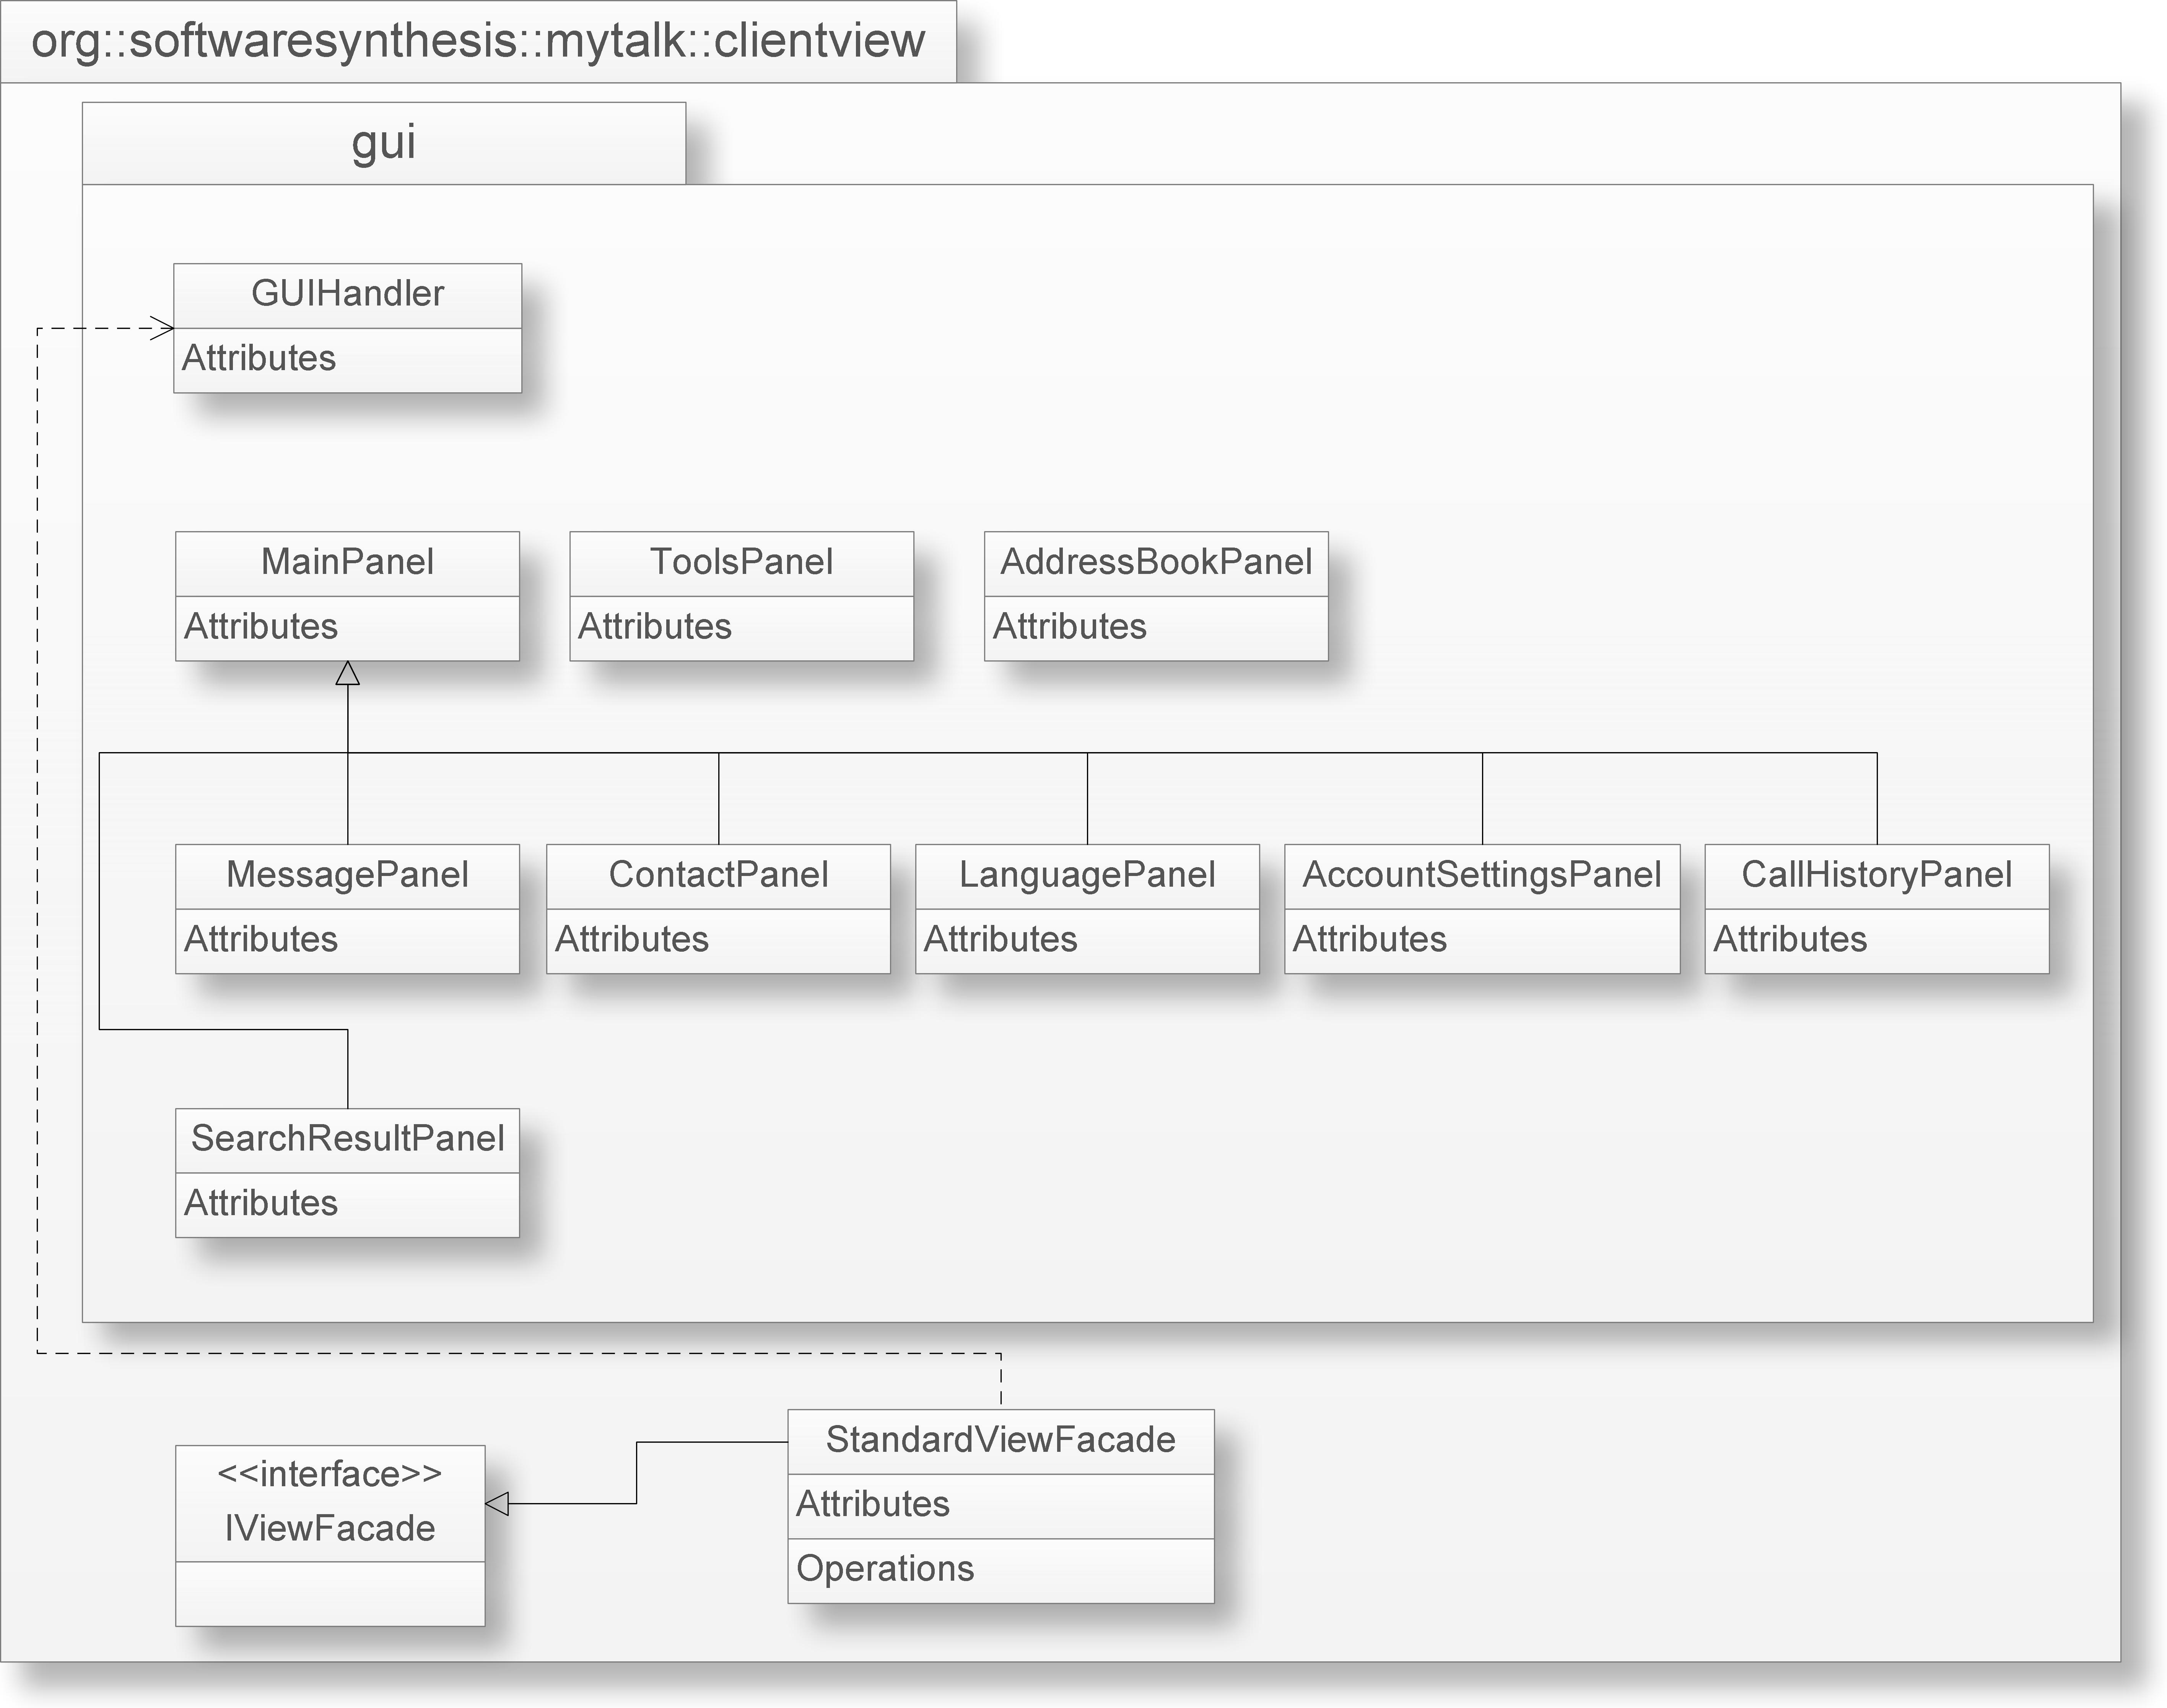 org::softwaresynthesis::mytalk::clientview
gui
GUIHandler
Attributes
MainPanel
Attributes
ToolsPanel
Attributes
AddressBookPanel
Attributes
MessagePanel
Attributes
ContactPanel
Attributes
LanguagePanel
Attributes
AccountSettingsPanel
Attributes
CallHistoryPanel
Attributes
SearchResultPanel
Attributes
<<interface>>
IViewFacade
StandardViewFacade
Attributes
Operations